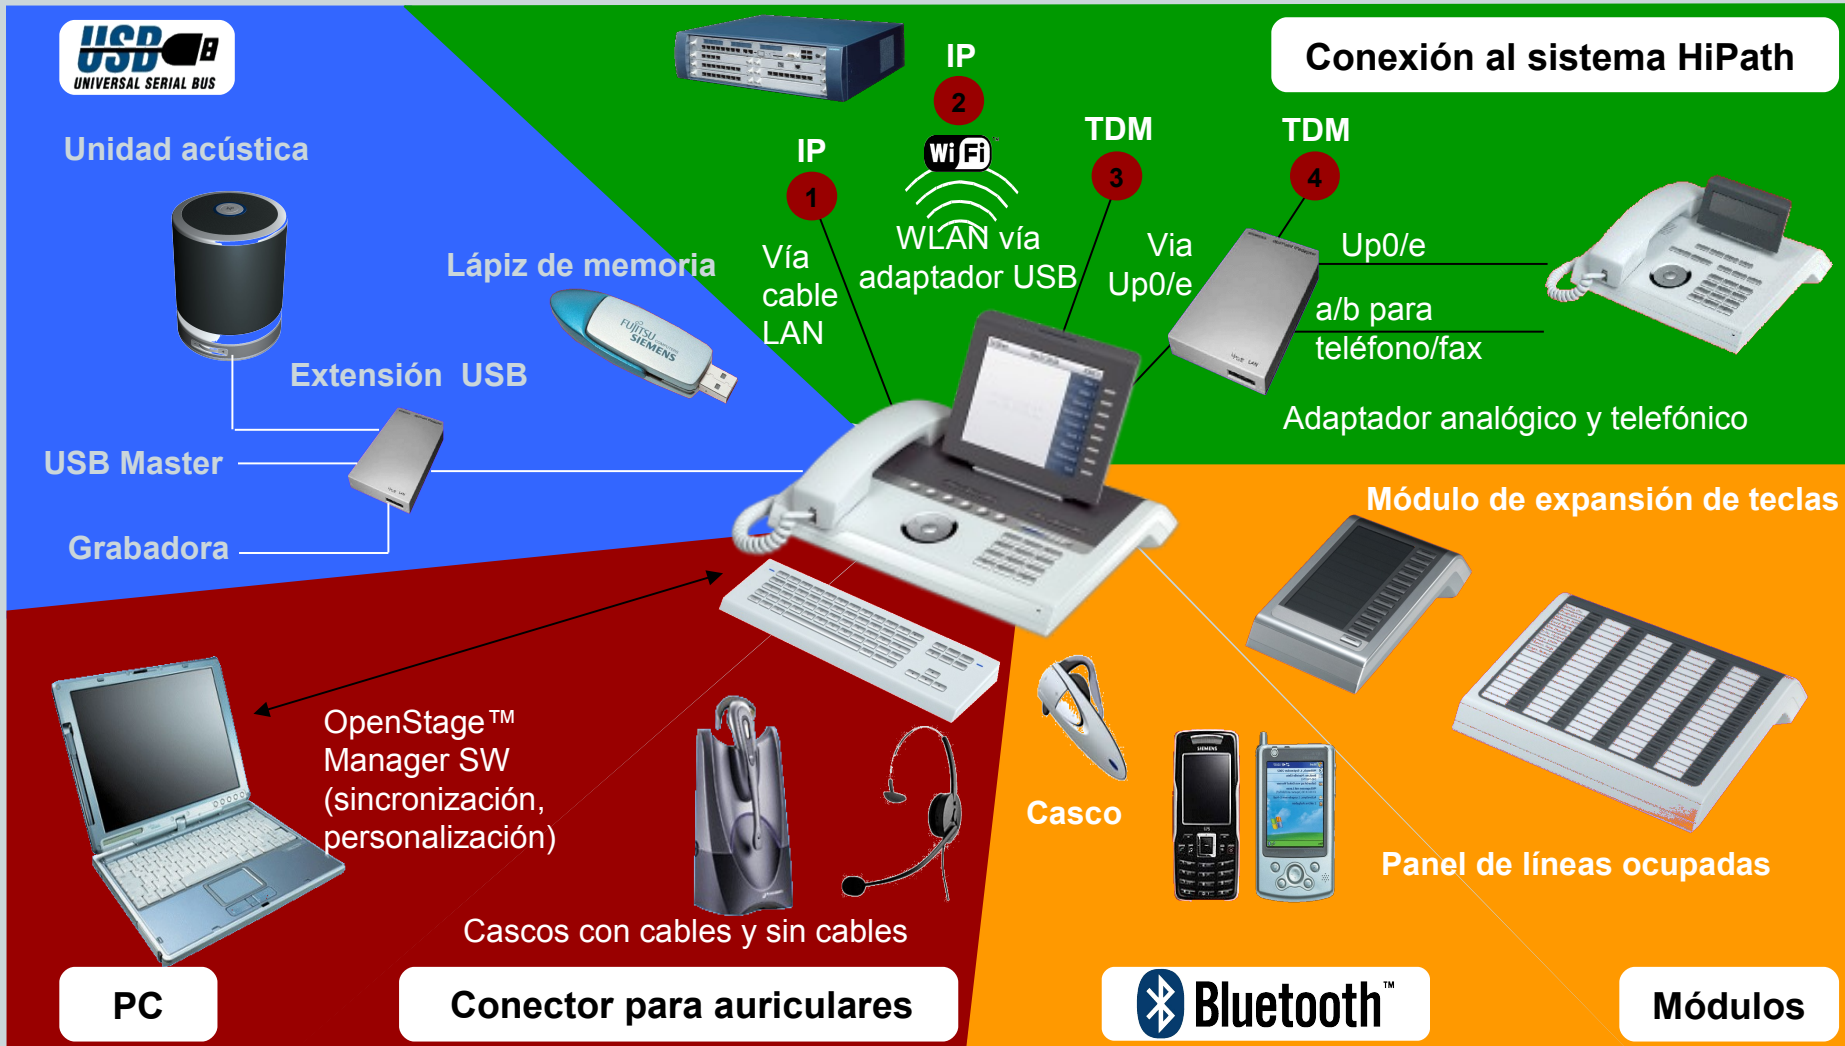 USB
UNIVERSAL SERIAL BUS
Unidad acústica
Lápiz de memoria
FUJITSU
SIEMENS
Extensión USB
USB Master
Grabadora
Conexión al sistema HiPath
IP
1
Vía
cable
LAN
IP
2
WiFi
WLAN vía
adaptador USB
TDM
3
Via
Up0/e
TDM
4
Up0/e
a/b para
teléfono/fax
Adaptador analógico y telefónico
Módulo de expansión de teclas
Panel de líneas ocupadas
OpenStage™
Manager SW
(sincronización,
personalización)
Cascos con cables y sin cables
Casco
SIEMENS
PC
Conector para auriculares
Bluetooth™
Módulos